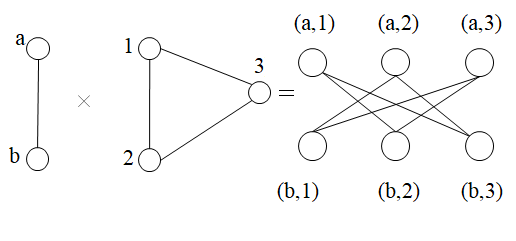 a
b
×
1
2
3
=
(a,1) (a,2) (a,3)
(b,1) (b,2) (b,3)